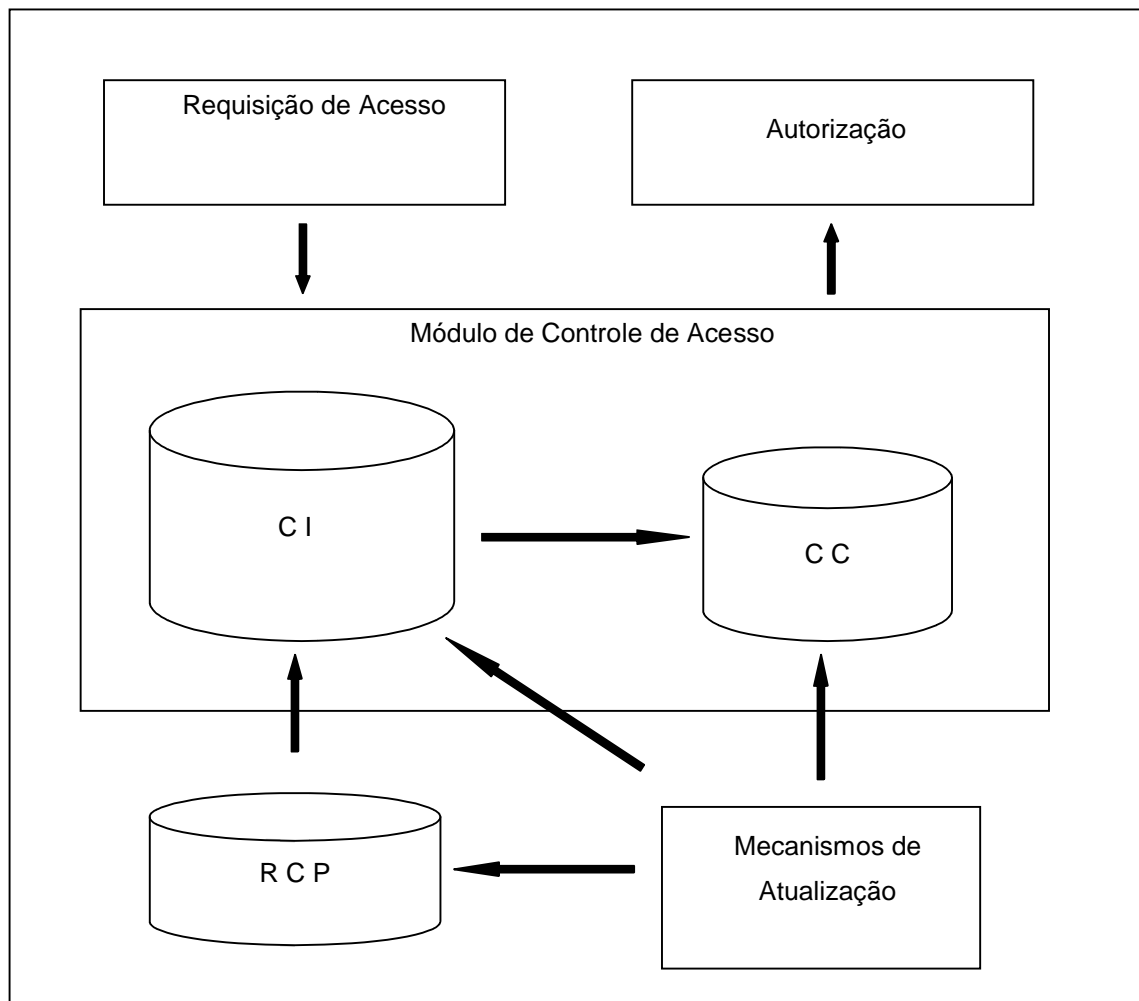 Requisição de Acesso
Autorização
Módulo de Controle de Acesso
C I
C C
R C P
Mecanismos de
Atualização